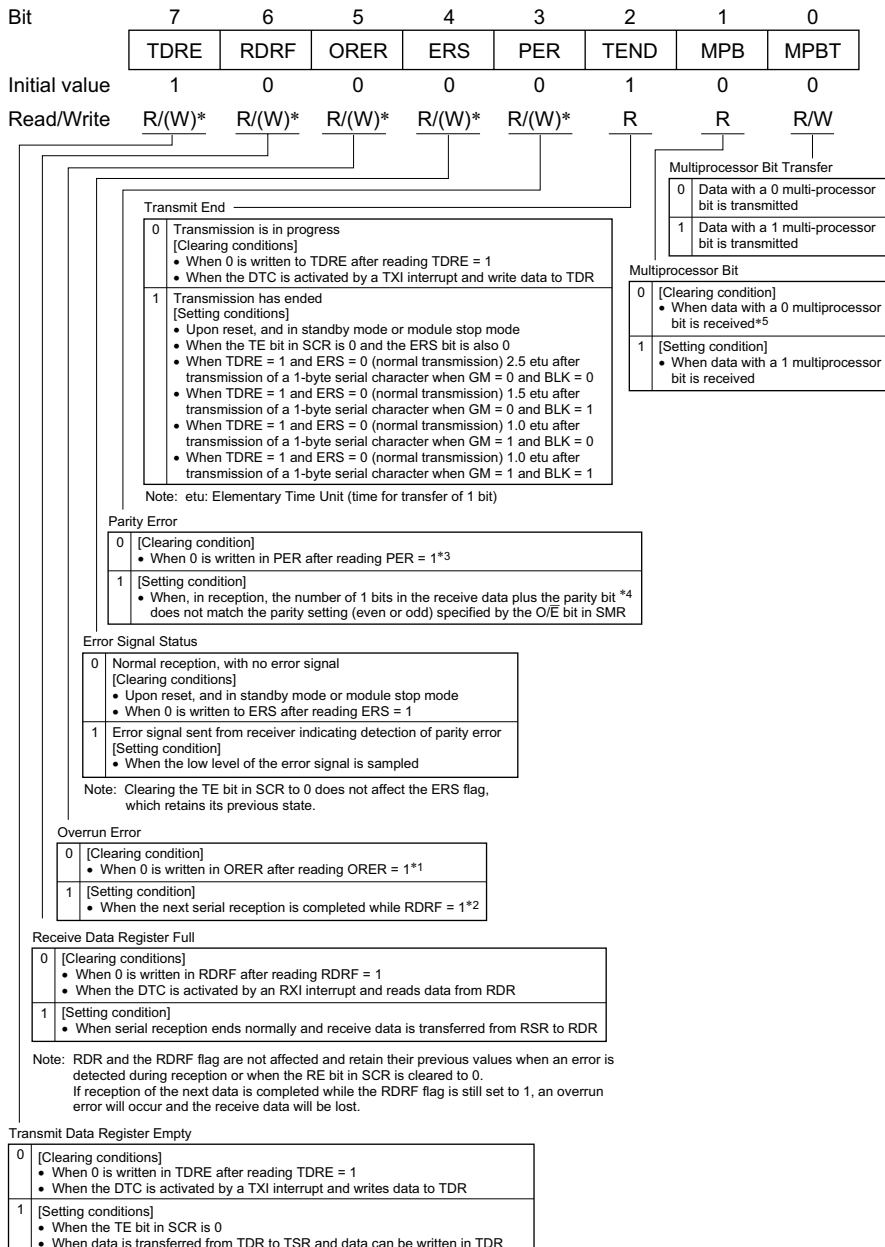 Bit 7 6 5 4 3 2 1 0
TDRE RDRF ORER ERS PER TEND MPB MPBT
Initial value 1 0 0 0 0 1 0 0
Read/Write R/(W)* R/(W)* R/(W)* R/(W)* R/(W)* R R R/W
Multiprocessor Bit Transfer
0 Data with a 0 multi-processor
bit is transmitted
1 Data with a 1 multi-processor
bit is transmitted
Multiprocessor Bit
0 [Clearing condition]
• When data with a 0 multiprocessor
bit is received*5
1 [Setting condition]
• When data with a 1 multiprocessor
bit is received
Transmit End
0 Transmission is in progress
[Clearing conditions]
• When 0 is written to TDRE after reading TDRE = 1
• When the DTC is activated by a TXI interrupt and write data to TDR
1 Transmission has ended
[Setting conditions]
• Upon reset, and in standby mode or module stop mode
• When the TE bit in SCR is 0 and the ERS bit is also 0
• When TDRE = 1 and ERS = 0 (normal transmission) 2.5 etu after
transmission of a 1-byte serial character when GM = 0 and BLK = 0
• When TDRE = 1 and ERS = 0 (normal transmission) 1.5 etu after
transmission of a 1-byte serial character when GM = 0 and BLK = 1
• When TDRE = 1 and ERS = 0 (normal transmission) 1.0 etu after
transmission of a 1-byte serial character when GM = 1 and BLK = 0
• When TDRE = 1 and ERS = 0 (normal transmission) 1.0 etu after
transmission of a 1-byte serial character when GM = 1 and BLK = 1
Note: etu: Elementary Time Unit (time for transfer of 1 bit)
Parity Error
0 [Clearing condition]
• When 0 is written in PER after reading PER = 1*3
1 [Setting condition]
• When, in reception, the number of 1 bits in the receive data plus the parity bit *4
does not match the parity setting (even or odd) specified by the O/E̅ bit in SMR
Error Signal Status
0 Normal reception, with no error signal
[Clearing conditions]
• Upon reset, and in standby mode or module stop mode
• When 0 is written to ERS after reading ERS = 1
1 Error signal sent from receiver indicating detection of parity error
[Setting condition]
• When the low level of the error signal is sampled
Note: Clearing the TE bit in SCR to 0 does not affect the ERS flag,
which retains its previous state.
Overrun Error
0 [Clearing condition]
• When 0 is written in ORER after reading ORER = 1*1
1 [Setting condition]
• When the next serial reception is completed while RDRF = 1*2
Receive Data Register Full
0 [Clearing conditions]
• When 0 is written in RDRF after reading RDRF = 1
• When the DTC is activated by an RXI interrupt and reads data from RDR
1 [Setting condition]
• When serial reception ends normally and receive data is transferred from RSR to RDR
Note: RDR and the RDRF flag are not affected and retain their previous values when an error is
detected during reception or when the RE bit in SCR is cleared to 0.
If reception of the next data is completed while the RDRF flag is still set to 1, an overrun
error will occur and the receive data will be lost.
Transmit Data Register Empty
0 [Clearing conditions]
• When 0 is written in TDRE after reading TDRE = 1
• When the DTC is activated by a TXI interrupt and writes data to TDR
1 [Setting conditions]
• When the TE bit in SCR is 0
• When data is transferred from TDR to TSR and data can be written in TDR